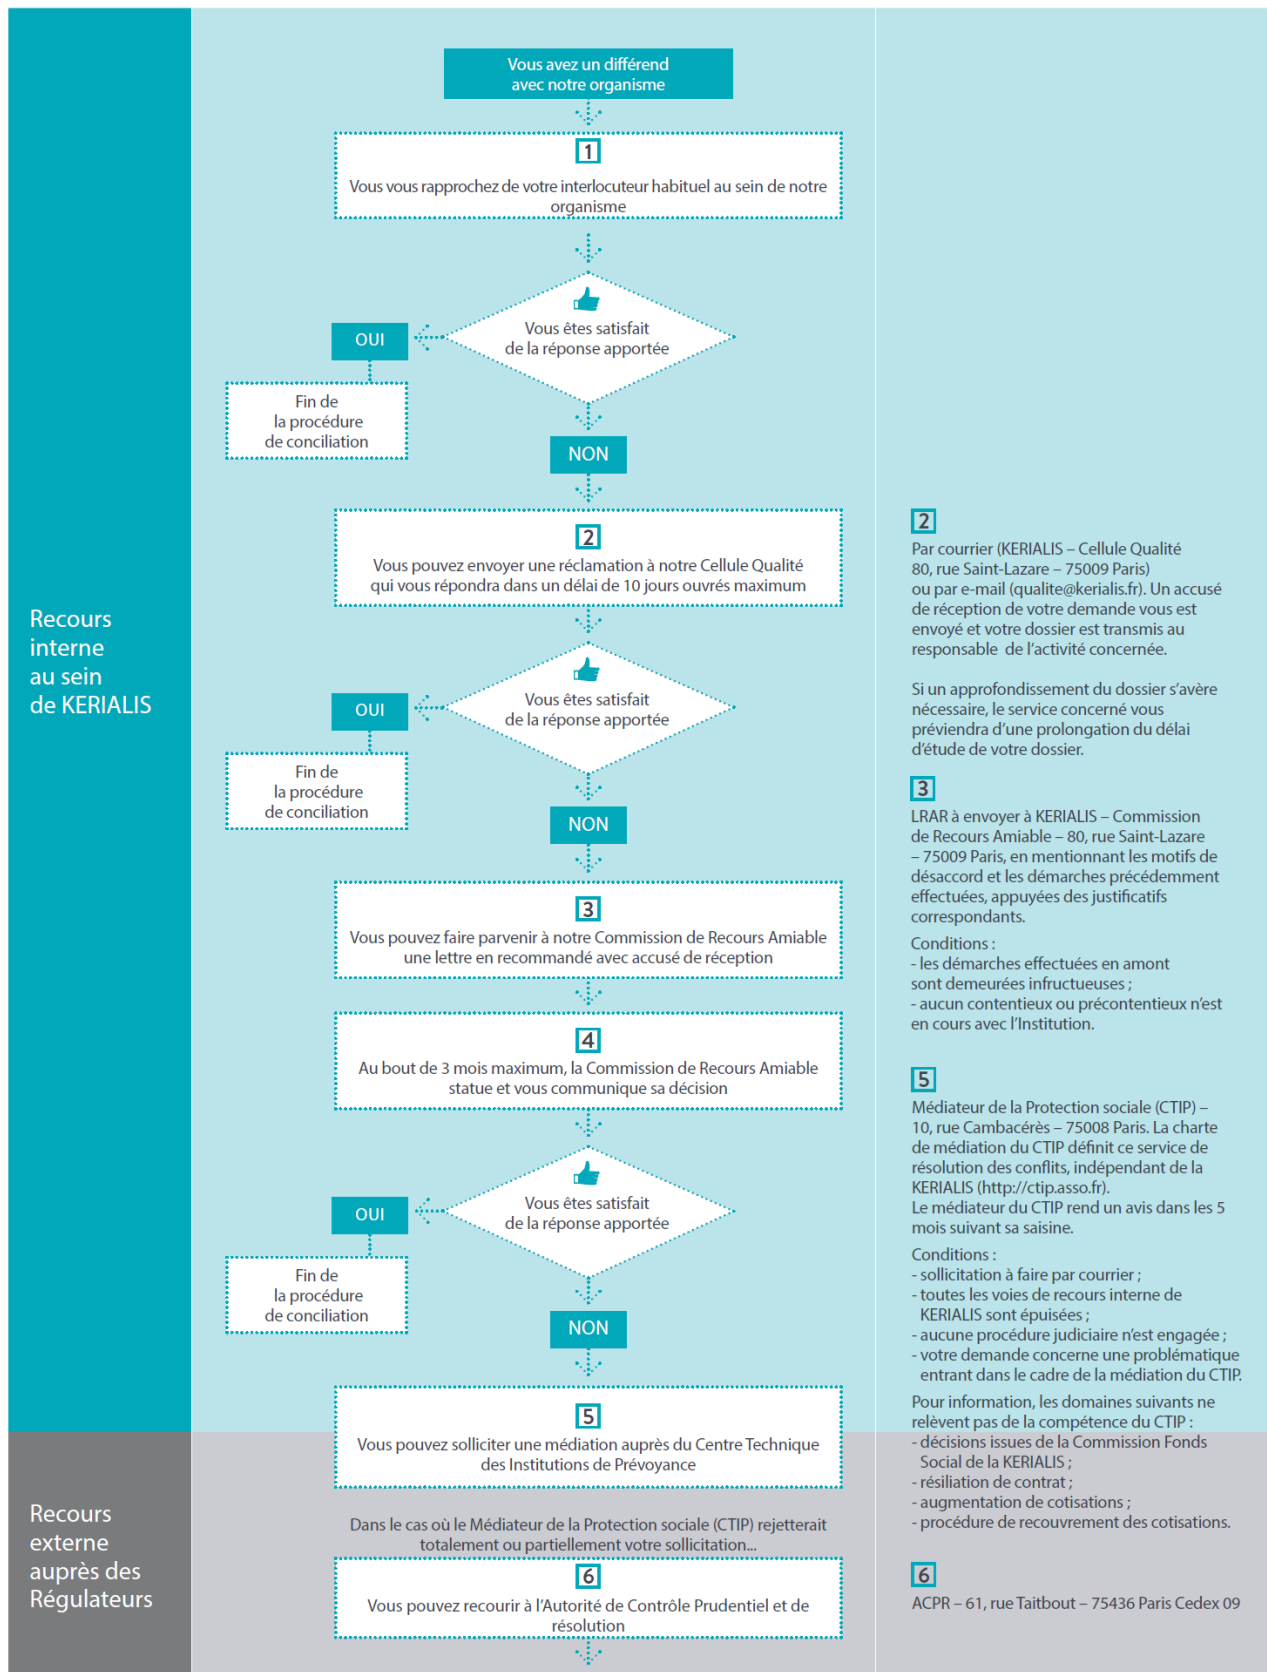 Vous avez un différend
avec notre organisme
1
Vous vous rapprochez de votre interlocuteur habituel au sein de notre
organisme
Vous êtes satisfait
de la réponse apportée
OUI
Fin de
la procédure
de conciliation
NON
2
Vous pouvez envoyer une réclamation à notre Cellule Qualité
qui vous répondra dans un délai de 10 jours ouvrés maximum
Recours
interne
au sein
de KERIALIS
Vous êtes satisfait
de la réponse apportée
OUI
Fin de
la procédure
de conciliation
NON
3
Vous pouvez faire parvenir à notre Commission de Recours Amiable
une lettre en recommandé avec accusé de réception
4
Au bout de 3 mois maximum, la Commission de Recours Amiable
statue et vous communique sa décision
Vous êtes satisfait
de la réponse apportée
OUI
Fin de
la procédure
de conciliation
NON
5
Vous pouvez solliciter une médiation auprès du Centre Technique
des Institutions de Prévoyance
Recours
externe
auprès des
Régulateurs
Dans le cas où le Médiateur de la Protection sociale (CTIP) rejetterait
totalement ou partiellement votre sollicitation...
6
Vous pouvez recourir à l’Autorité de Contrôle Prudentiel et de
résolution
2
Par courrier (KERIALIS – Cellule Qualité
80, rue Saint-Lazare – 75009 Paris)
ou par e-mail (qualite@kerialis.fr). Un accusé
de réception de votre demande vous est
envoyé et votre dossier est transmis au
responsable de l’activité concernée.
Si un approfondissement du dossier s’avère
nécessaire, le service concerné vous
préviendra d’une prolongation du délai
d’étude de votre dossier.
3
LRAR à envoyer à KERIALIS – Commission
de Recours Amiable – 80, rue Saint-Lazare
– 75009 Paris, en mentionnant les motifs de
désaccord et les démarches précédemment
effectuées, appuyées des justificatifs
correspondants.
Conditions :
- les démarches effectuées en amont
sont demeurées infructueuses ;
- aucun contentieux ou précontentieux n’est
en cours avec l’Institution.
5
Médiateur de la Protection sociale (CTIP) –
10, rue Cambacérès – 75008 Paris. La charte
de médiation du CTIP définit ce service de
résolution des conflits, indépendant de la
KERIALIS (http://ctip.asso.fr).
Le médiateur du CTIP rend un avis dans les 5
mois suivant sa saisine.
Conditions :
- sollicitation à faire par courrier ;
- toutes les voies de recours interne de
KERIALIS sont épuisées ;
- aucune procédure judiciaire n’est engagée ;
- votre demande concerne une problématique
entrant dans le cadre de la médiation du CTIP.
Pour information, les domaines suivants ne
relèvent pas de la compétence du CTIP :
- décisions issues de la Commission Fonds
Social de la KERIALIS ;
- résiliation de contrat ;
- augmentation de cotisations ;
- procédure de recouvrement des cotisations.
6
ACPR – 61, rue Taitbout – 75436 Paris Cedex 09